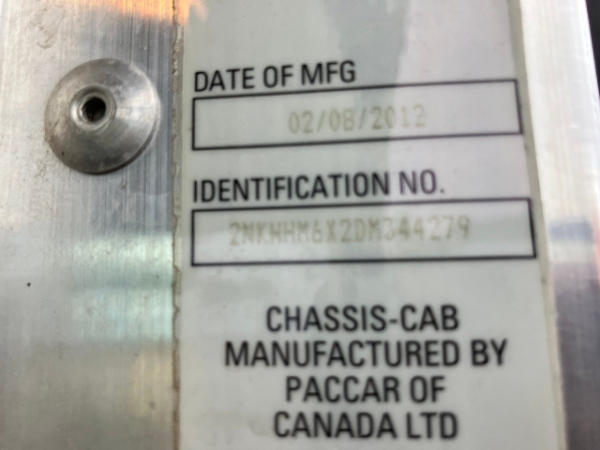 DATE OF MFG
02/08/2012
IDENTIFICATION NO.
2NKHHM6X2DM344279
CHASSIS-CAB
MANUFACTURED BY
PACCAR OF
CANADA LTD